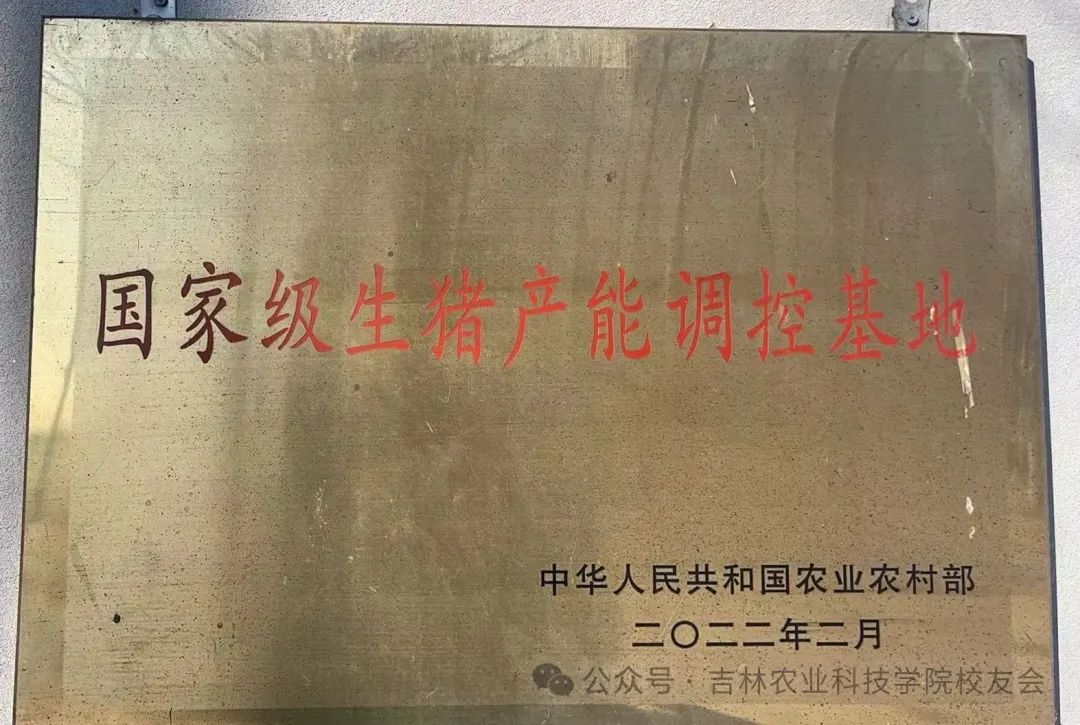 国家级生猪产能调控基地
中华人民共和国农业农村部
二〇二二年二月
公众号·吉林农业科技学院校友会